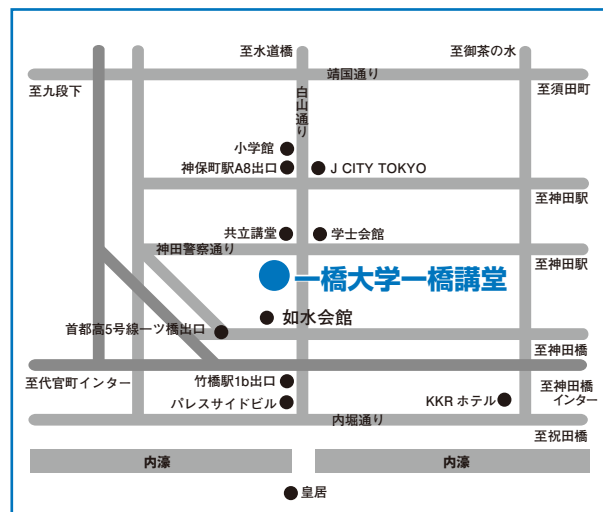 至水道橋
至御茶の水
靖国通り
至九段下
至須田町
白山通り
小学館
神保町駅A8出口
J CITY TOKYO
至神田駅
共立講堂
学士会館
神田警察通り
至神田駅
一橋大学一橋講堂
如水会館
首都高5号線一ツ橋出口
至神田橋
至代官町インター
竹橋駅1b出口
至神田橋
インター
パレスサイドビル
KKR ホテル
内堀通り
至祝田橋
内濠
内濠
皇居